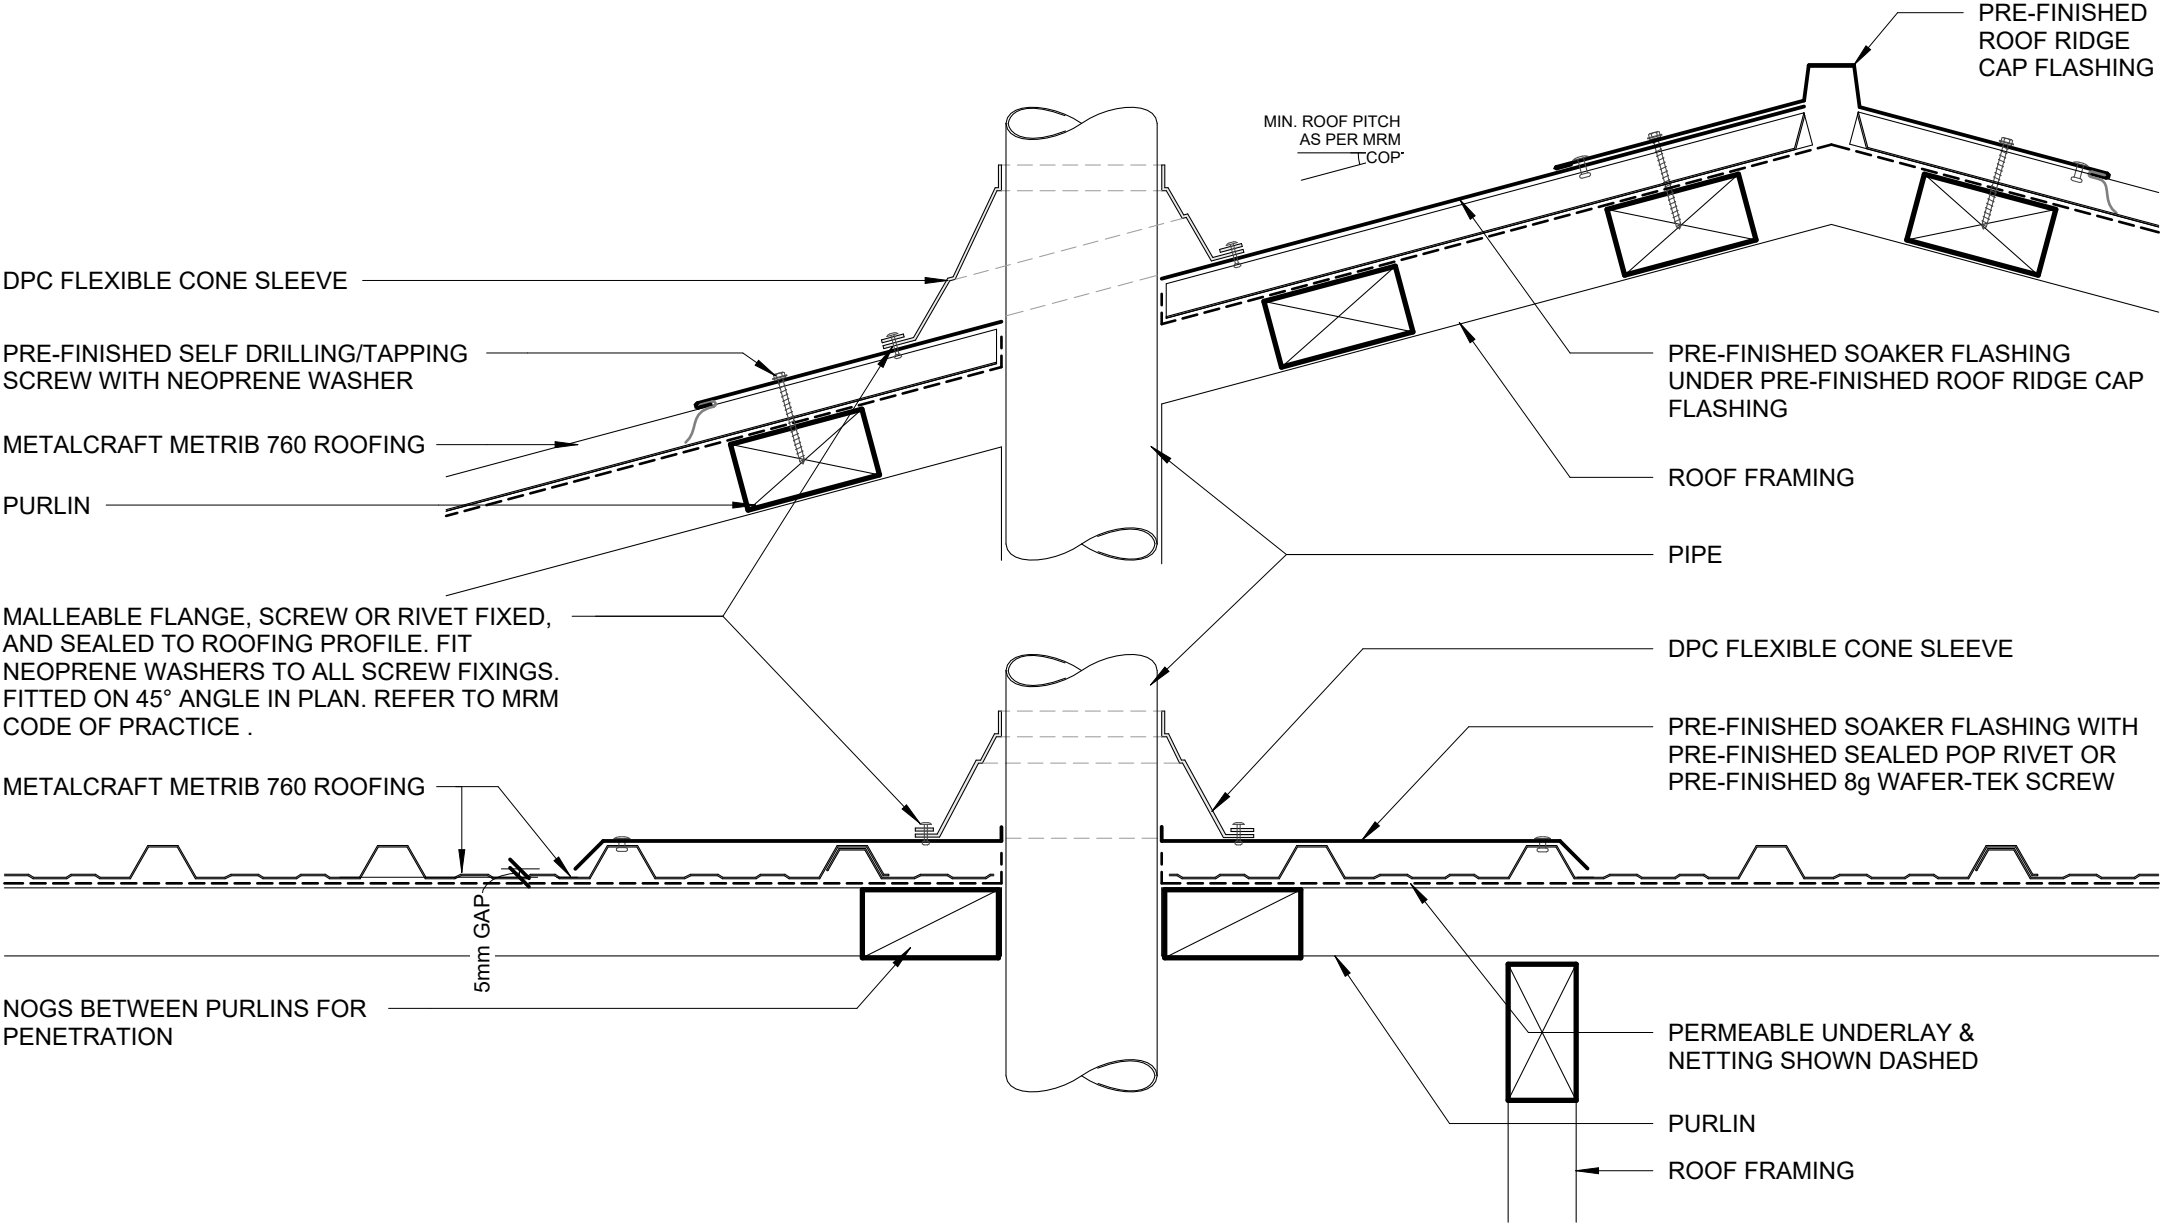 PRE-FINISHED
ROOF RIDGE
CAP FLASHING
MIN. ROOF PITCH
AS PER MRM
COP
DPC FLEXIBLE CONE SLEEVE
PRE-FINISHED SELF DRILLING/TAPPING
SCREW WITH NEOPRENE WASHER
METALCRAFT METRIB 760 ROOFING
PURLIN
MALLEABLE FLANGE, SCREW OR RIVET FIXED,
AND SEALED TO ROOFING PROFILE. FIT
NEOPRENE WASHERS TO ALL SCREW FIXINGS.
FITTED ON 45° ANGLE IN PLAN. REFER TO MRM
CODE OF PRACTICE .
METALCRAFT METRIB 760 ROOFING
5mm GAP
NOGS BETWEEN PURLINS FOR
PENETRATION
PRE-FINISHED SOAKER FLASHING
UNDER PRE-FINISHED ROOF RIDGE CAP
FLASHING
ROOF FRAMING
PIPE
DPC FLEXIBLE CONE SLEEVE
PRE-FINISHED SOAKER FLASHING WITH
PRE-FINISHED SEALED POP RIVET OR
PRE-FINISHED 8g WAFER-TEK SCREW
PERMEABLE UNDERLAY &
NETTING SHOWN DASHED
PURLIN
ROOF FRAMING